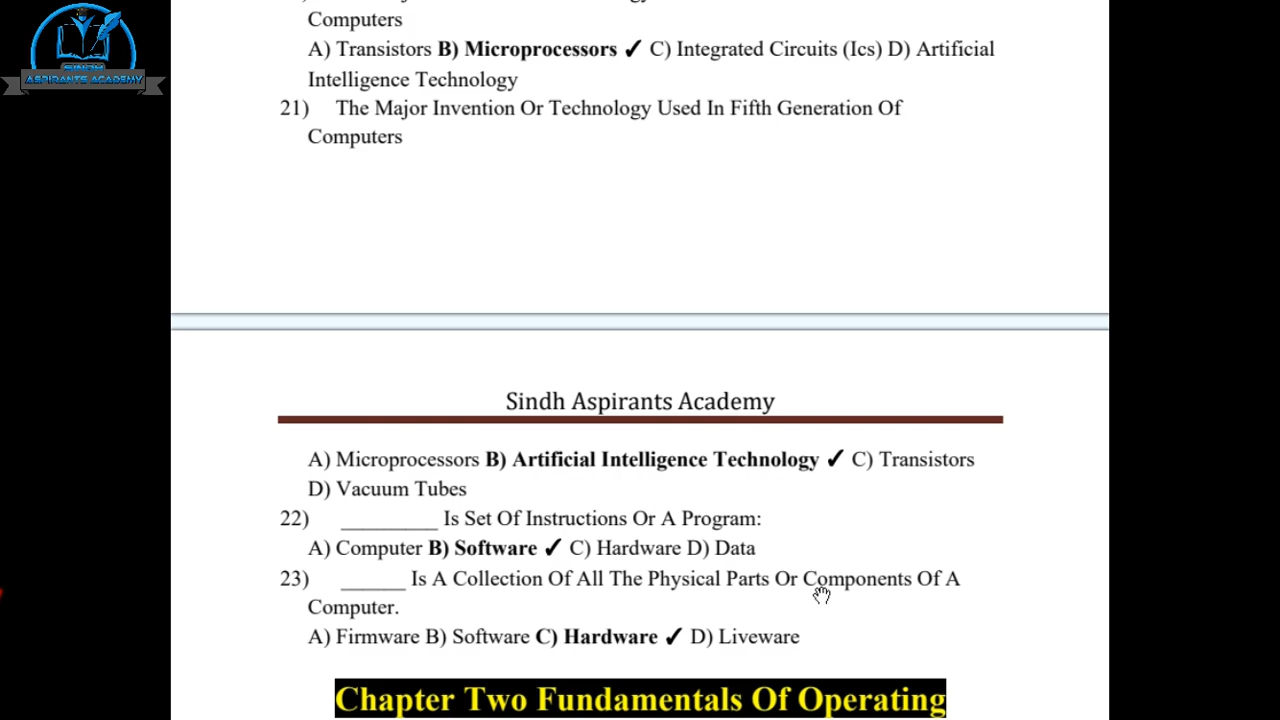 SINDH
ASPIRANTS ACADEMY
Computers
A) Transistors B) Microprocessors ✓ C) Integrated Circuits (Ics) D) Artificial
Intelligence Technology
21) The Major Invention Or Technology Used In Fifth Generation Of
Computers
Sindh Aspirants Academy
A) Microprocessors B) Artificial Intelligence Technology ✓ C) Transistors
D) Vacuum Tubes
22) _________ Is Set Of Instructions Or A Program:
A) Computer B) Software ✓ C) Hardware D) Data
23) ______ Is A Collection Of All The Physical Parts Or Components Of A
Computer.
A) Firmware B) Software C) Hardware ✓ D) Liveware
Chapter Two Fundamentals Of Operating